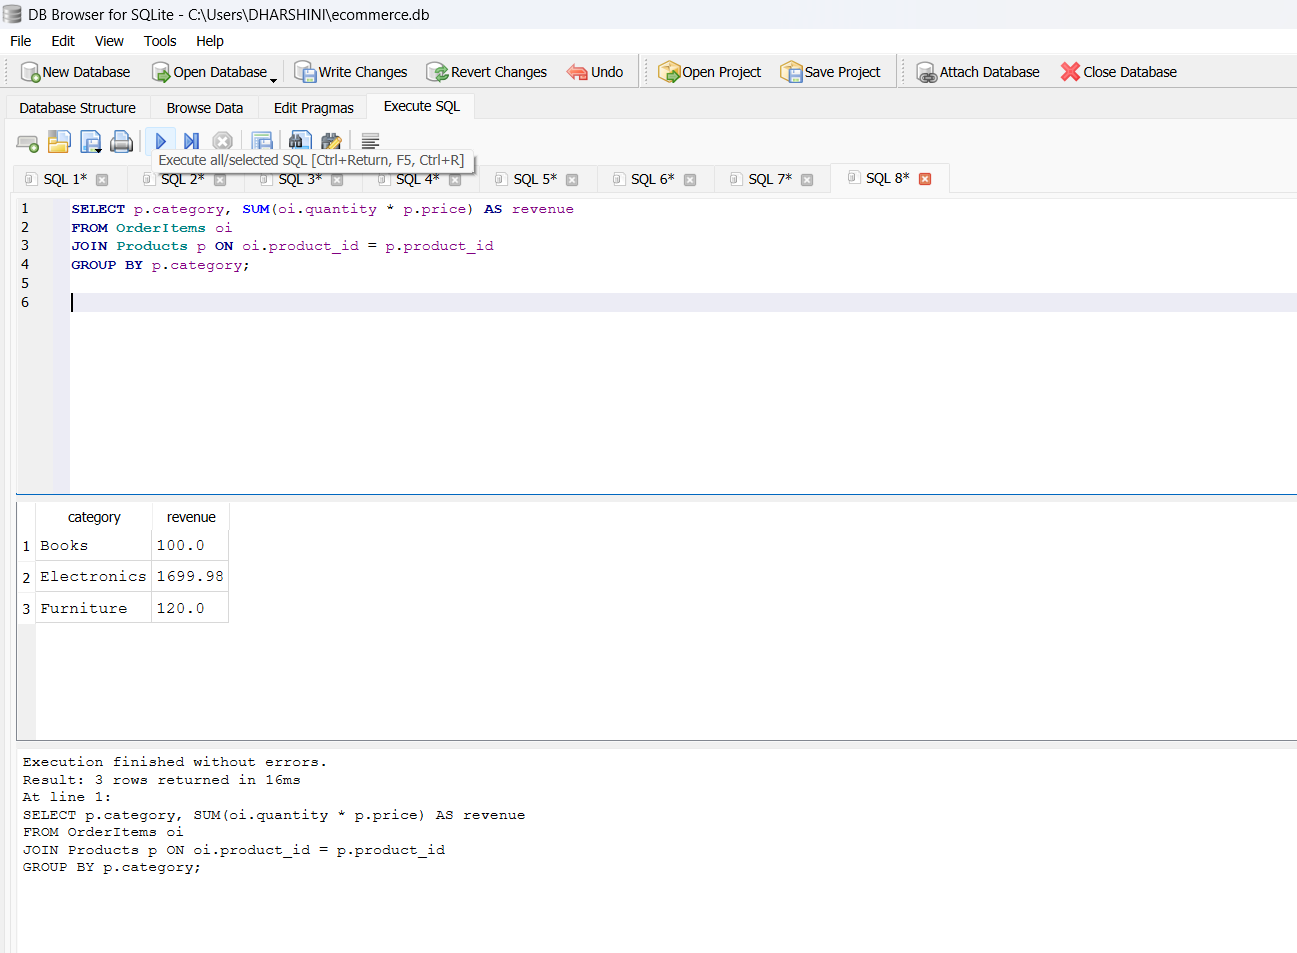 DB Browser for SQLite - C:\Users\DHARSHINI\ecommerce.db
File Edit View Tools Help
New Database Open Database Write Changes Revert Changes Undo Open Project Save Project Attach Database Close Database
Database Structure Browse Data Edit Pragmas Execute SQL
Execute all/selected SQL [Ctrl+Return, F5, Ctrl+R]
SQL 1* SQL 2* SQL 3* SQL 4* SQL 5* SQL 6* SQL 7* SQL 8*
1 SELECT p.category, SUM(oi.quantity * p.price) AS revenue
2 FROM OrderItems oi
3 JOIN Products p ON oi.product_id = p.product_id
4 GROUP BY p.category;
5
6
category revenue
1 Books 100.0
2 Electronics 1699.98
3 Furniture 120.0
Execution finished without errors.
Result: 3 rows returned in 16ms
At line 1:
SELECT p.category, SUM(oi.quantity * p.price) AS revenue
FROM OrderItems oi
JOIN Products p ON oi.product_id = p.product_id
GROUP BY p.category;